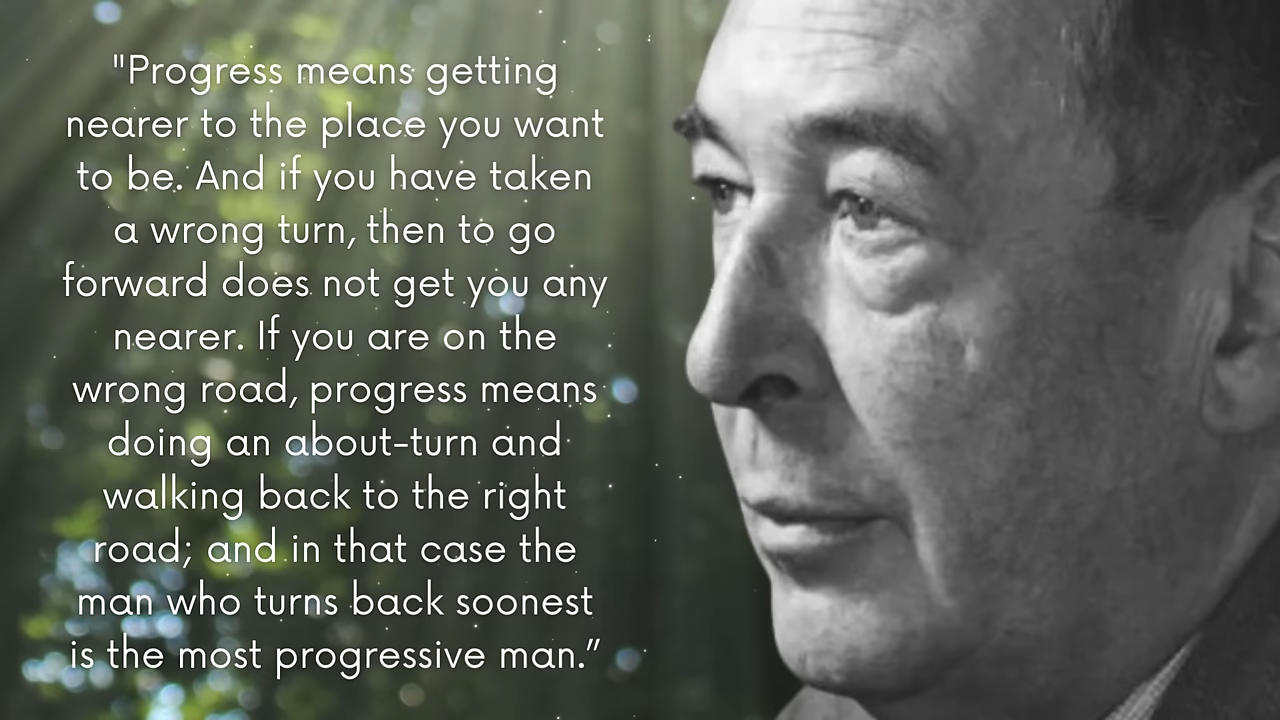 "Progress means getting
nearer to the place you want
to be. And if you have taken
a wrong turn, then to go
forward does not get you any
nearer. If you are on the
wrong road, progress means
doing an about-turn and
walking back to the right
road; and in that case the
man who turns back soonest
is the most progressive man.”